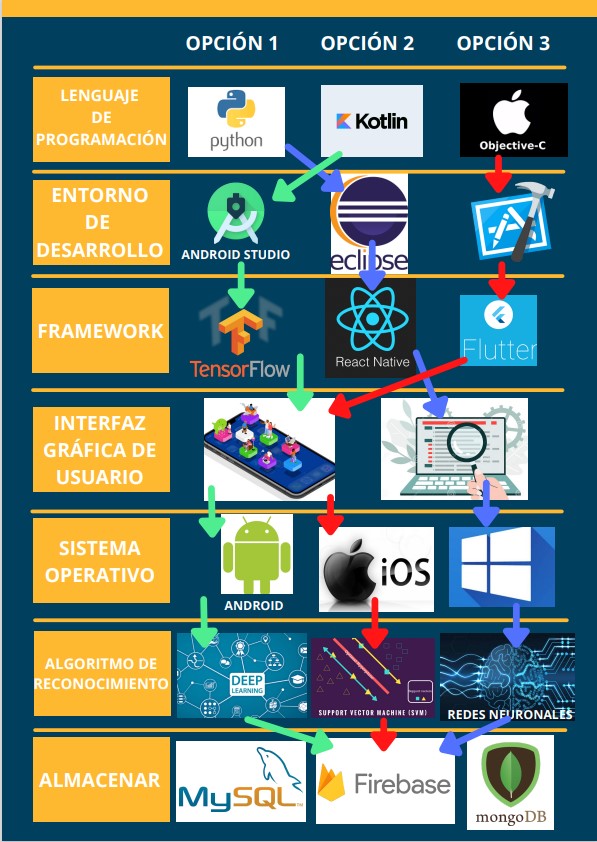 OPCIÓN 1 OPCIÓN 2 OPCIÓN 3
LENGUAJE
DE
PROGRAMACIÓN
python
Kotlin
Objective-C
ENTORNO
DE
DESARROLLO
ANDROID STUDIO
eclipse
FRAMEWORK
TF
TensorFlow
React Native
Flutter
INTERFAZ
GRÁFICA DE
USUARIO
SISTEMA
OPERATIVO
ANDROID
iOS
ALGORITMO DE
RECONOCIMIENTO
DEEP
LEARNING
SUPPORT VECTOR MACHINE (SVM)
REDES NEURONALES
ALMACENAR
MySQL
Firebase
mongoDB